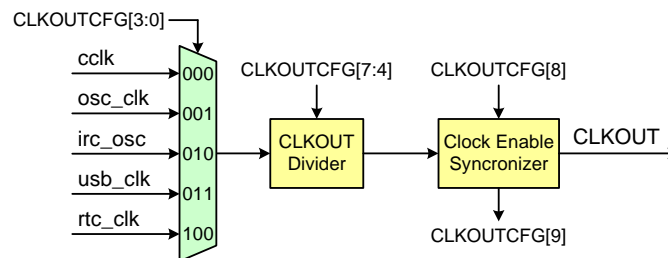 CLKOUTCFG[3:0]
cclk
000
CLKOUTCFG[7:4]
CLKOUTCFG[8]
osc_clk
001
irc_osc
010
CLKOUT
Divider
Clock Enable
Syncronizer
CLKOUT
usb_clk
011
rtc_clk
100
CLKOUTCFG[9]